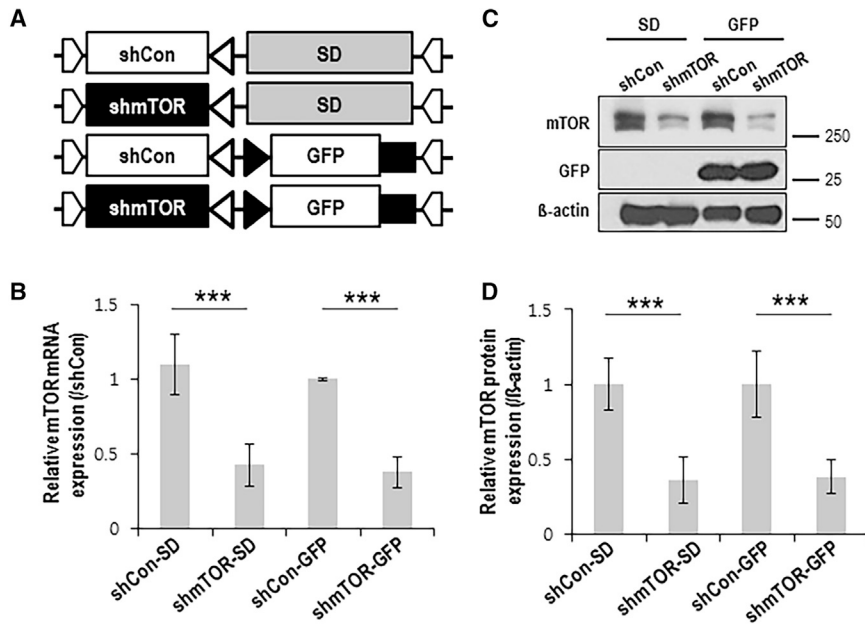 A
shCon SD
shmTOR SD
shCon GFP
shmTOR GFP
B
Relative mTOR mRNA
expression (/shCon)
1.5
1
0.5
0
*** ***
shCon-SD shmTOR-SD shCon-GFP shmTOR-GFP
C
SD GFP
shCon shmTOR shCon shmTOR
mTOR 250
GFP 25
ß-actin 50
D
Relative mTOR protein
expression (/ß-actin)
1.5
1
0.5
0
*** ***
shCon-SD shmTOR-SD shCon-GFP shmTOR-GFP